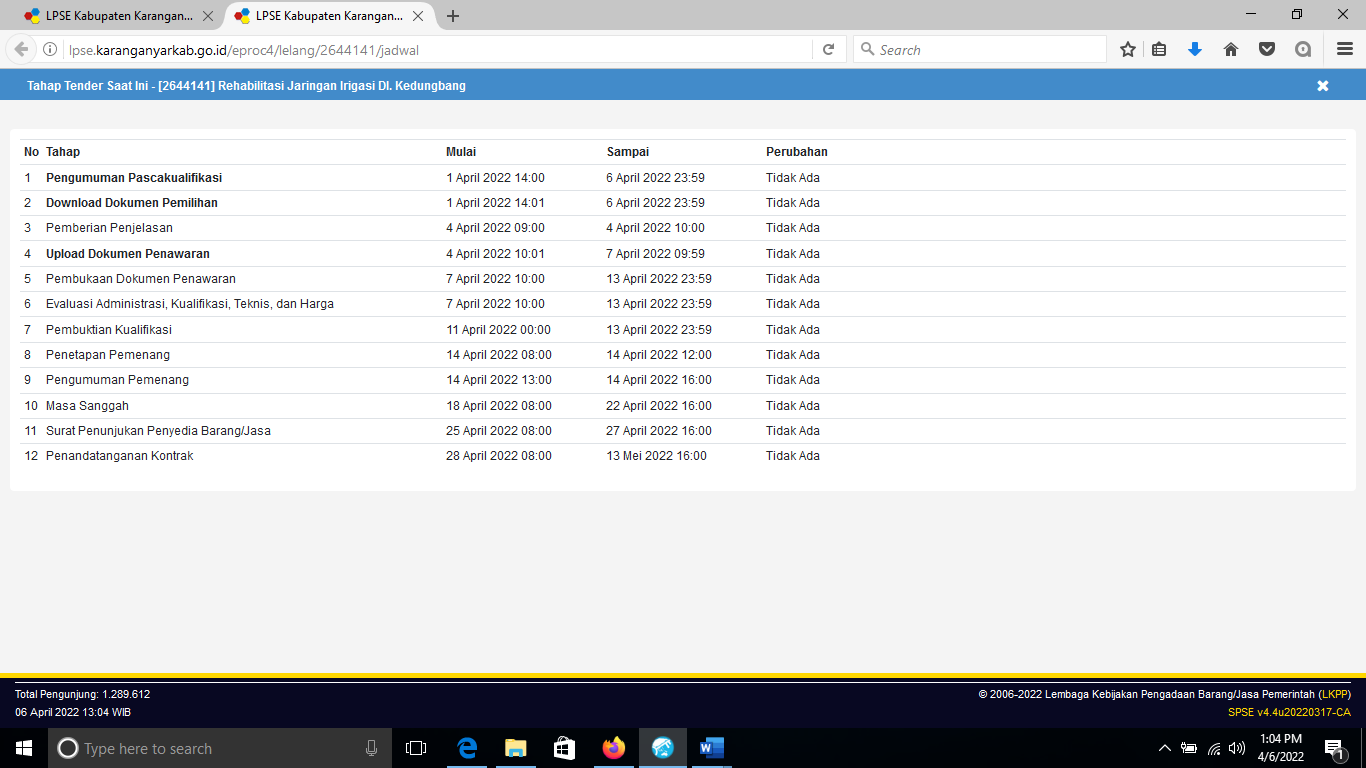 LPSE Kabupaten Karangan...
LPSE Kabupaten Karangan...
lpse.karanganyarkab.go.id/eproc4/lelang/2644141/jadwal
Search
Tahap Tender Saat Ini - [2644141] Rehabilitasi Jaringan Irigasi DI. Kedungbang
No Tahap Mulai Sampai Perubahan
1 Pengumuman Pascakualifikasi 1 April 2022 14:00 6 April 2022 23:59 Tidak Ada
2 Download Dokumen Pemilihan 1 April 2022 14:01 6 April 2022 23:59 Tidak Ada
3 Pemberian Penjelasan 4 April 2022 09:00 4 April 2022 10:00 Tidak Ada
4 Upload Dokumen Penawaran 4 April 2022 10:01 7 April 2022 09:59 Tidak Ada
5 Pembukaan Dokumen Penawaran 7 April 2022 10:00 13 April 2022 23:59 Tidak Ada
6 Evaluasi Administrasi, Kualifikasi, Teknis, dan Harga 7 April 2022 10:00 13 April 2022 23:59 Tidak Ada
7 Pembuktian Kualifikasi 11 April 2022 00:00 13 April 2022 23:59 Tidak Ada
8 Penetapan Pemenang 14 April 2022 08:00 14 April 2022 12:00 Tidak Ada
9 Pengumuman Pemenang 14 April 2022 13:00 14 April 2022 16:00 Tidak Ada
10 Masa Sanggah 18 April 2022 08:00 22 April 2022 16:00 Tidak Ada
11 Surat Penunjukan Penyedia Barang/Jasa 25 April 2022 08:00 27 April 2022 16:00 Tidak Ada
12 Penandatanganan Kontrak 28 April 2022 08:00 13 Mei 2022 16:00 Tidak Ada
Total Pengunjung: 1.289.612 © 2006-2022 Lembaga Kebijakan Pengadaan Barang/Jasa Pemerintah (LKPP)
06 April 2022 13:04 WIB SPSE v4.4u20220317-CA
Type here to search
1:04 PM
4/6/2022
1